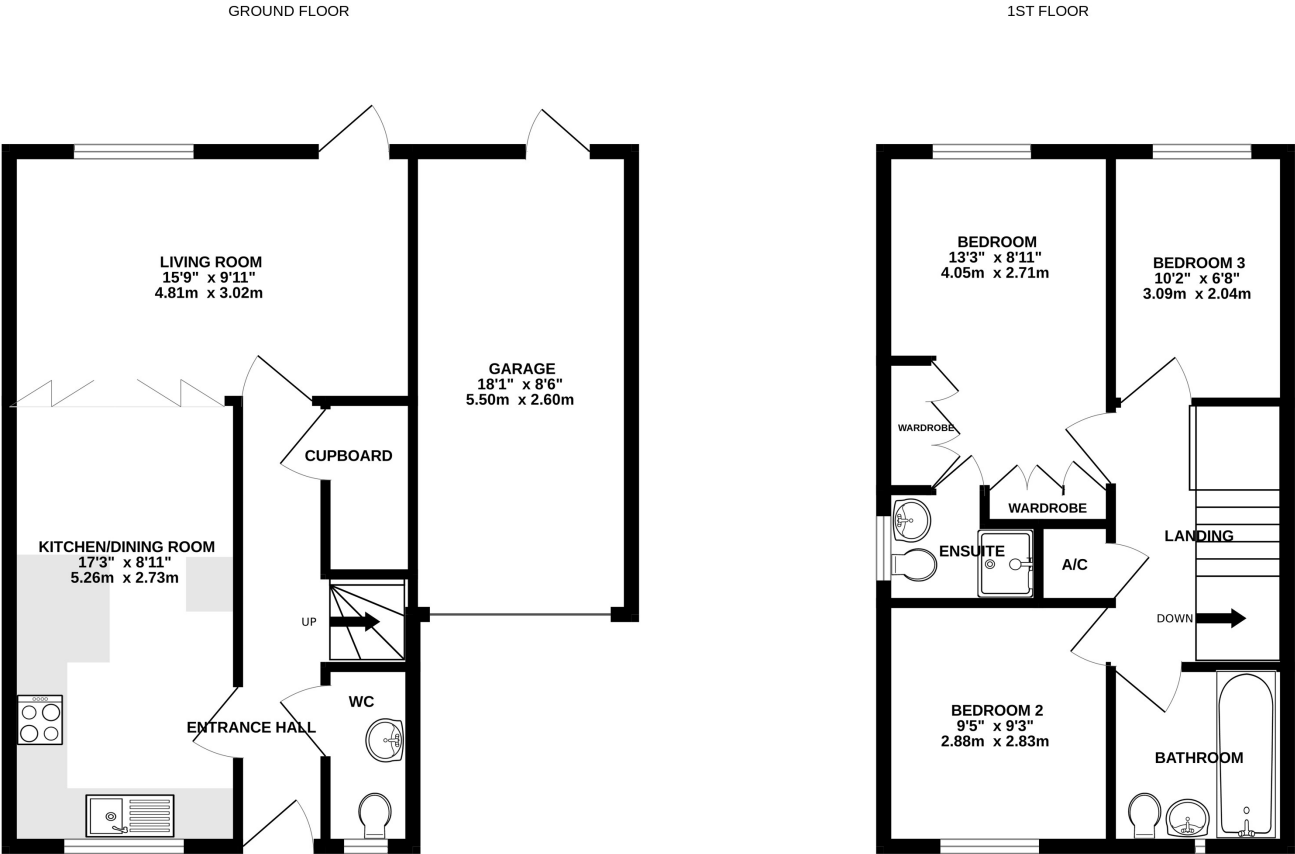 GROUND FLOOR
LIVING ROOM
15'9" x 9'11"
4.81m x 3.02m
GARAGE
18'1" x 8'6"
5.50m x 2.60m
CUPBOARD
KITCHEN/DINING ROOM
17'3" x 8'11"
5.26m x 2.73m
UP
WC
ENTRANCE HALL
1ST FLOOR
BEDROOM
13'3" x 8'11"
4.05m x 2.71m
BEDROOM 3
10'2" x 6'8"
3.09m x 2.04m
WARDROBE
WARDROBE
LANDING
ENSUITE
A/C
DOWN
BEDROOM 2
9'5" x 9'3"
2.88m x 2.83m
BATHROOM